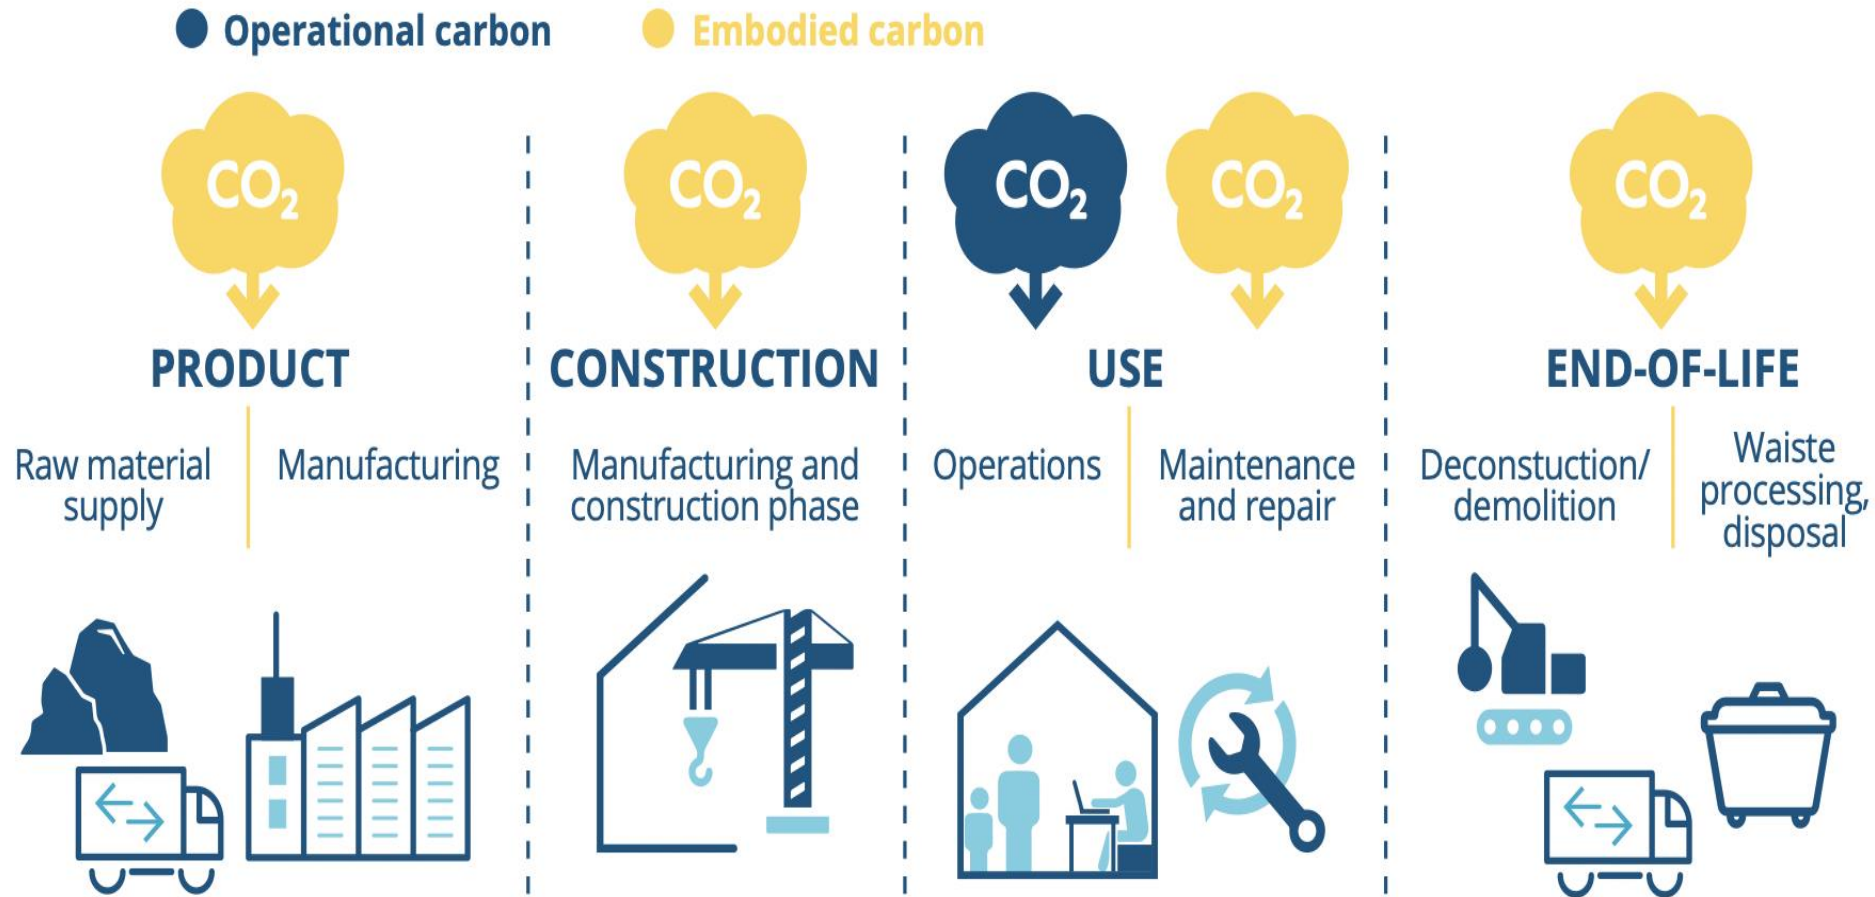 Operational carbon
Embodied carbon
CO₂
CO₂
CO₂
CO₂
CO₂
PRODUCT
CONSTRUCTION
USE
END-OF-LIFE
Raw material
supply
Manufacturing
Manufacturing and
construction phase
Operations
Maintenance
and repair
Deconstuction/
demolition
Waiste
processing,
disposal